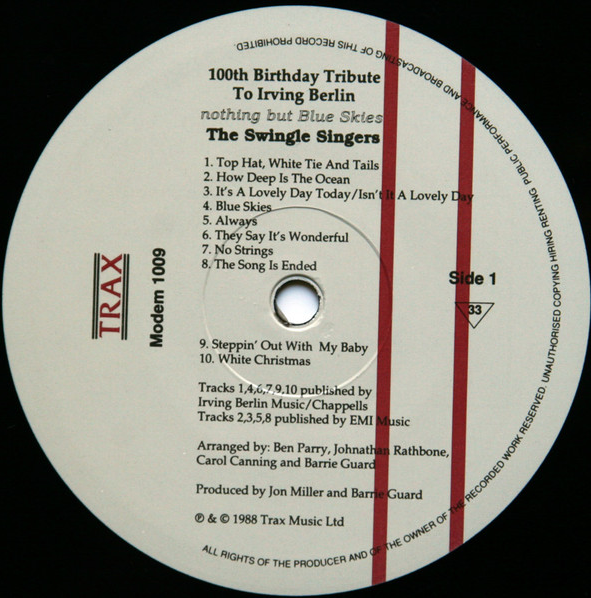 100th Birthday Tribute
To Irving Berlin
nothing but Blue Skies
The Swingle Singers
1. Top Hat, White Tie And Tails
2. How Deep Is The Ocean
3. It's A Lovely Day Today/Isn't It A Lovely Day
4. Blue Skies
5. Always
6. They Say It's Wonderful
7. No Strings
8. The Song Is Ended
TRAX
Modem 1009
Side 1
33
9. Steppin' Out With My Baby
10. White Christmas
Tracks 1,4,6,7,9,10 published by
Irving Berlin Music/Chappells
Tracks 2,3,5,8 published by EMI Music
Arranged by: Ben Parry, Johnathan Rathbone,
Carol Canning and Barrie Guard
Produced by Jon Miller and Barrie Guard
℗ & © 1988 Trax Music Ltd
ALL RIGHTS OF THE PRODUCER AND OF THE OWNER OF THE RECORDED WORK RESERVED. UNAUTHORISED COPYING HIRING RENTING PUBLIC PERFORMANCE AND BROADCASTING OF THIS RECORD PROHIBITED.